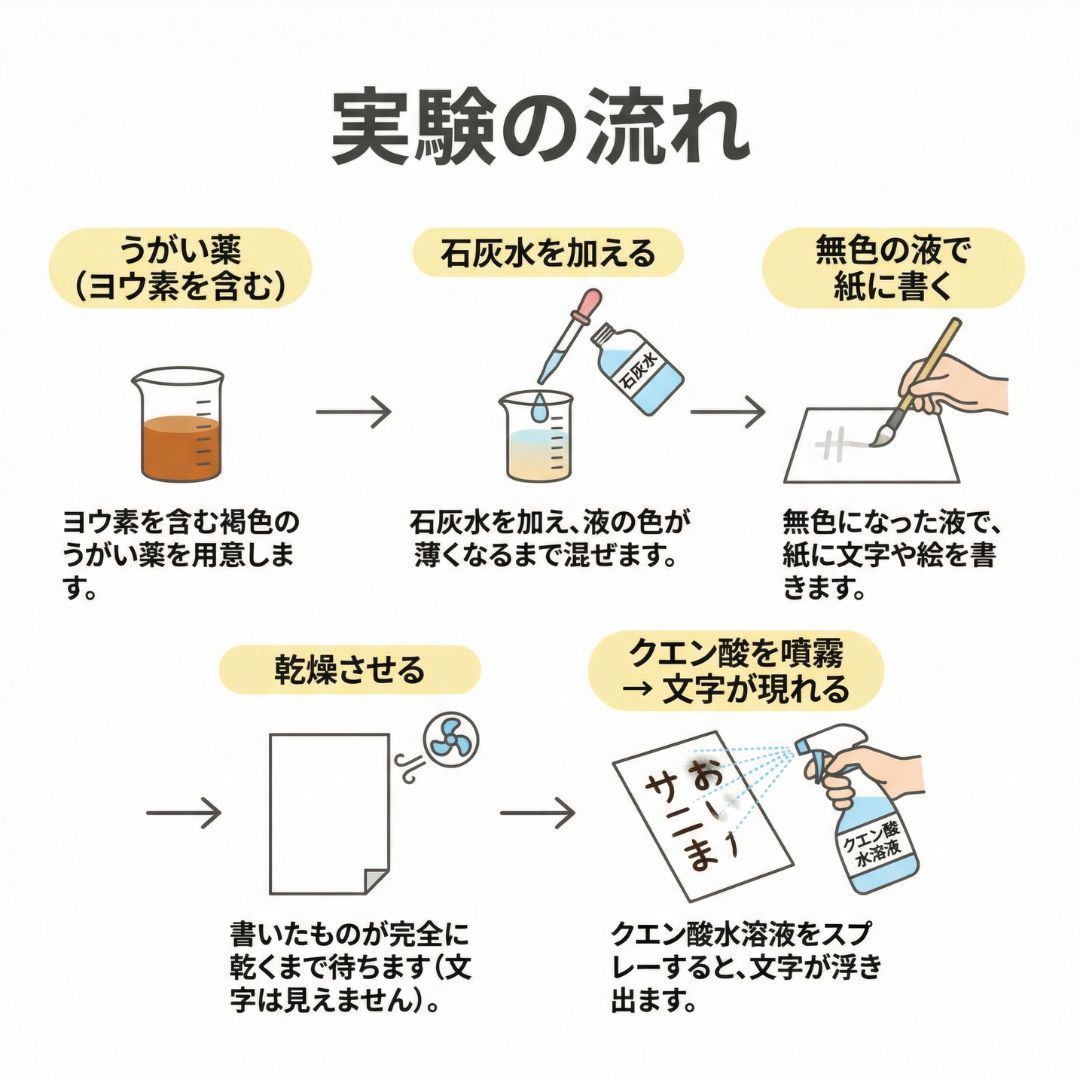 実験の流れ
うがい薬
（ヨウ素を含む）
石灰水を加える
無色の液で
紙に書く
石灰水
ヨウ素を含む褐色の
うがい薬を用意しま
す。
石灰水を加え、液の色が
薄くなるまで混ぜます。
無色になった液で、
紙に文字や絵を書
きます。
乾燥させる
クエン酸を噴霧
→ 文字が現れる
クエン酸
水溶液
書いたものが完全に
乾くまで待ちます（文
字は見えません）。
クエン酸水溶液をスプ
レーすると、文字が浮き
出ます。